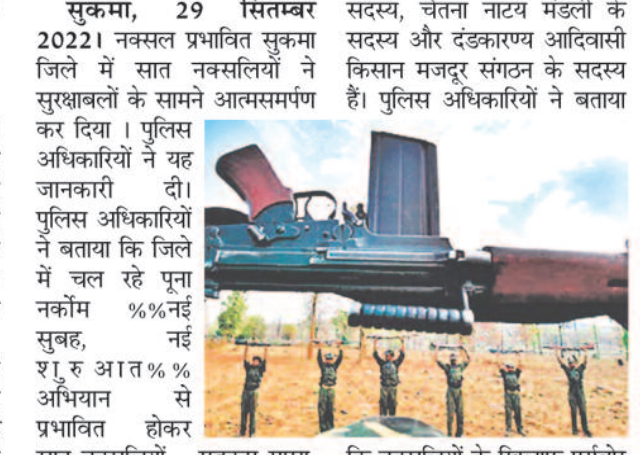 सुकमा, 29 सितम्बर
2022। नक्सल प्रभावित सुकमा
जिले में सात नक्सलियों ने
सुरक्षाबलों के सामने आत्मसमर्पण
कर दिया । पुलिस
अधिकारियों ने यह
जानकारी दी।
पुलिस अधिकारियों
ने बताया कि जिले
में चल रहे पूना
नर्कोम %%नई
सुबह, नई
शुरुआत%%
अभियान से
प्रभावित होकर
सदस्य, चेतना नाटय मंडली के
सदस्य और दंडकारण्य आदिवासी
किसान मजदूर संगठन के सदस्य
हैं। पुलिस अधिकारियों ने बताया